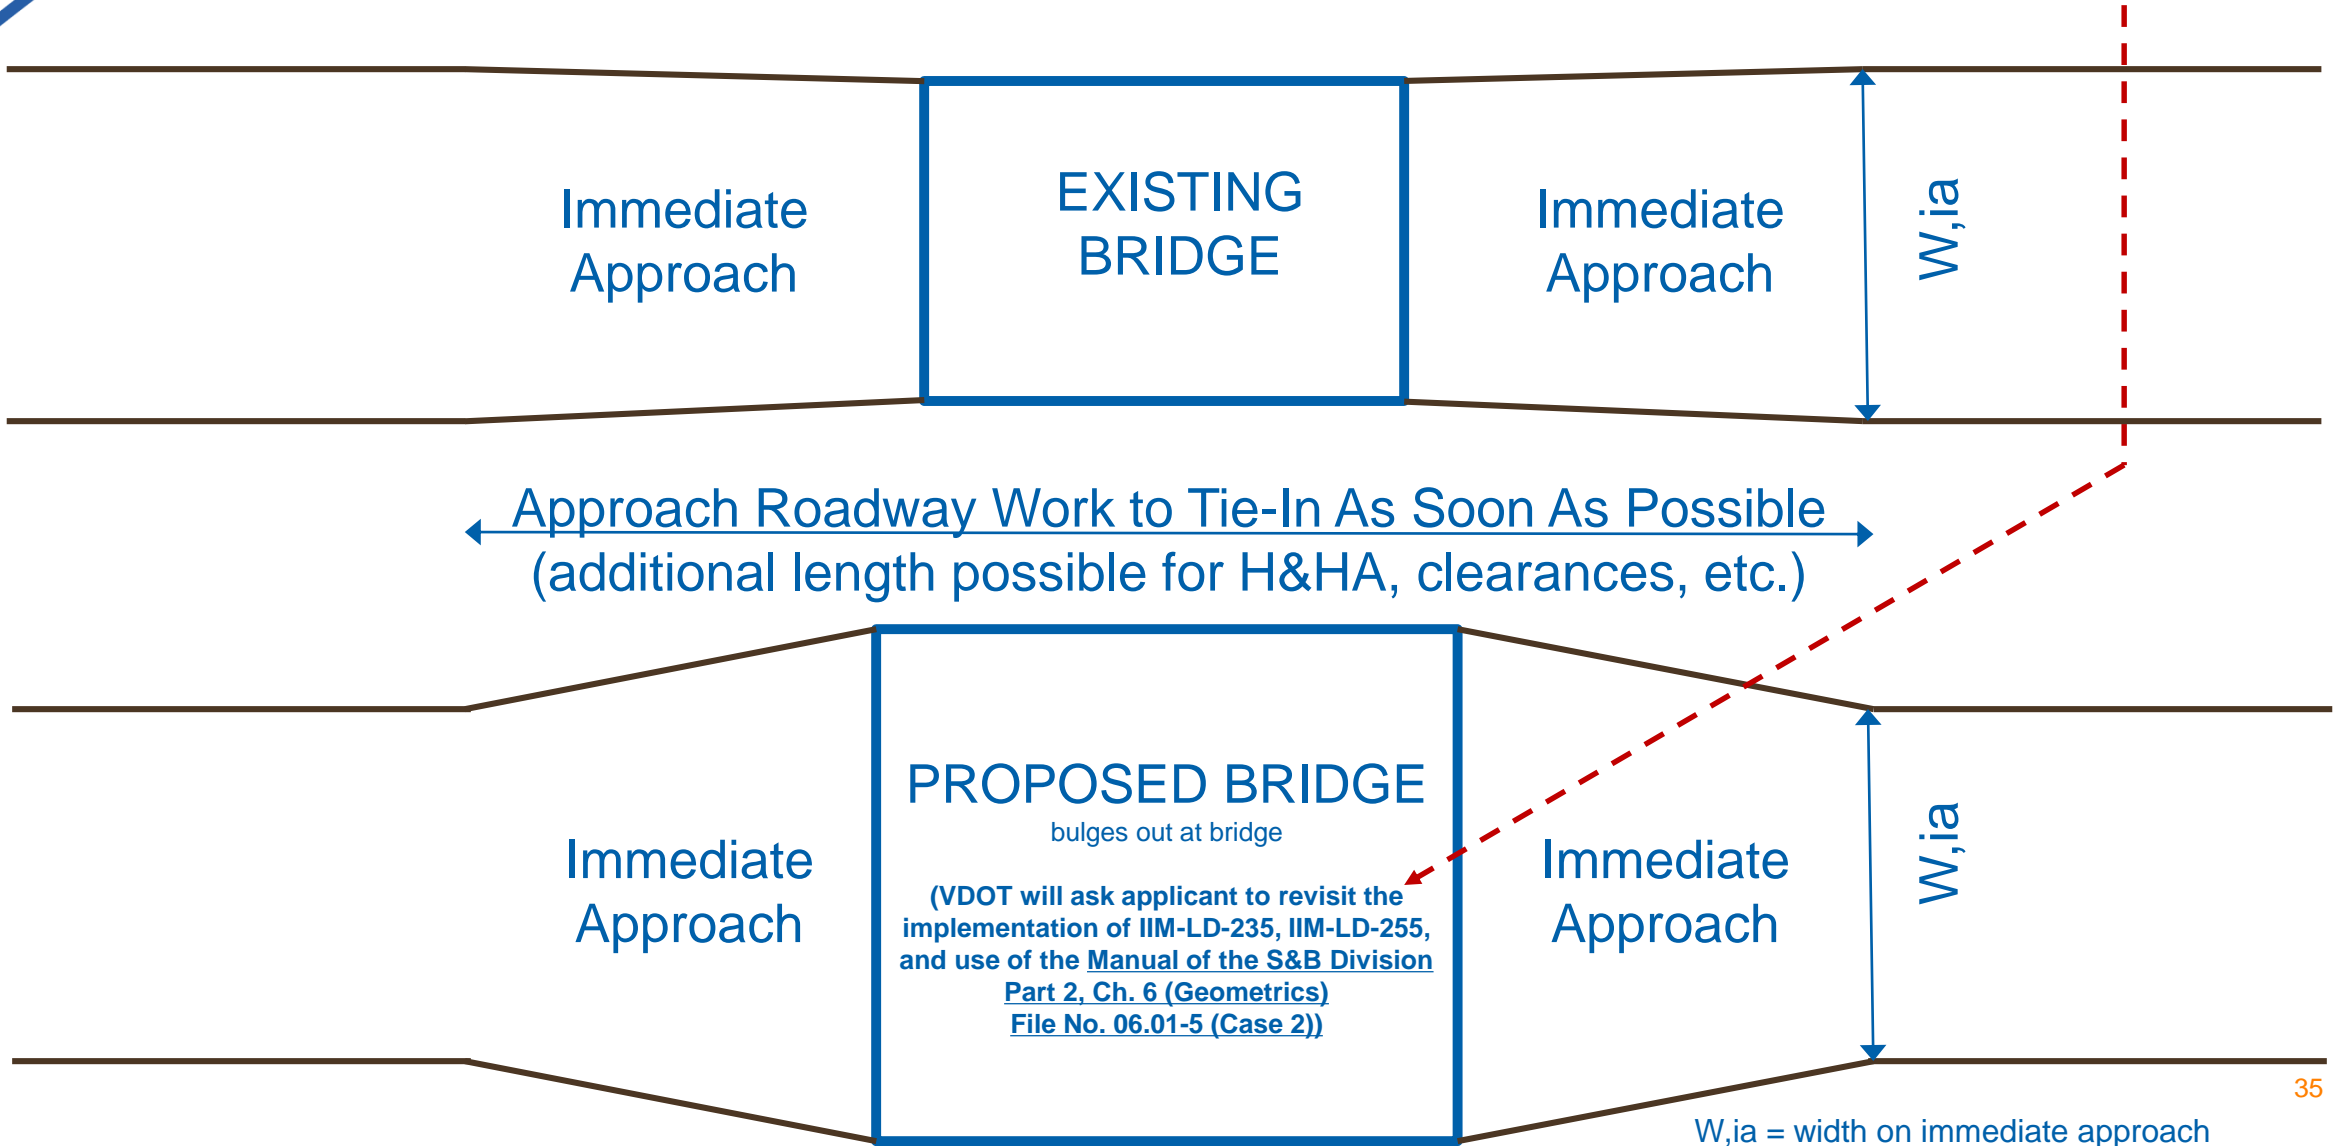 Immediate
Approach
EXISTING
BRIDGE
Immediate
Approach
W,ia
Approach Roadway Work to Tie-In As Soon As Possible
(additional length possible for H&HA, clearances, etc.)
Immediate
Approach
PROPOSED BRIDGE
bulges out at bridge
(VDOT will ask applicant to revisit the
implementation of IIM-LD-235, IIM-LD-255,
and use of the Manual of the S&B Division
Part 2, Ch. 6 (Geometrics)
File No. 06.01-5 (Case 2))
Immediate
Approach
W,ia
35
W,ia = width on immediate approach